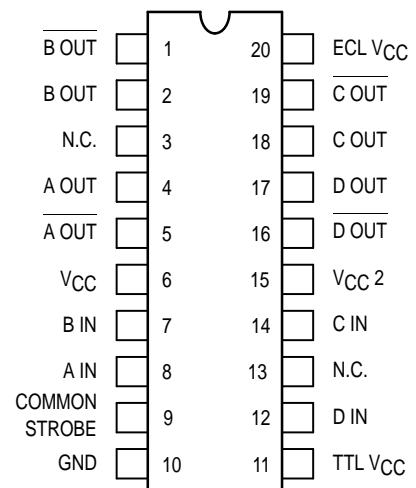 B OUT 1 20 ECL VCC
B OUT 2 19 C OUT
N.C. 3 18 C OUT
A OUT 4 17 D OUT
A OUT 5 16 D OUT
VCC 6 15 VCC 2
B IN 7 14 C IN
A IN 8 13 N.C.
COMMON
STROBE 9 12 D IN
GND 10 11 TTL VCC